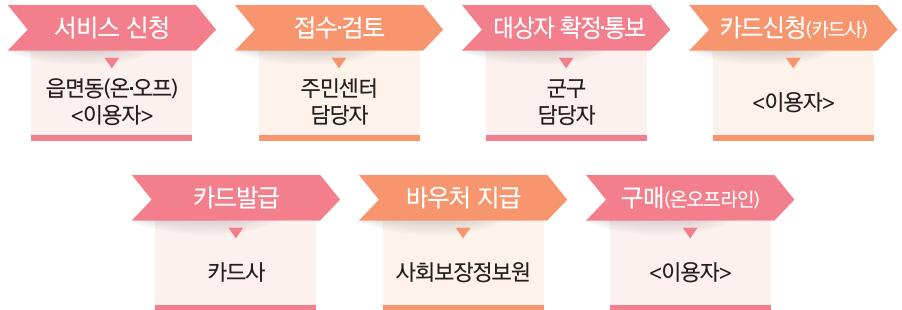 서비스 신청
읍면동(온·오프)
<이용자>
접수·검토
주민센터
담당자
대상자 확정·통보
군구
담당자
카드신청(카드사)
<이용자>
카드발급
카드사
바우처 지급
사회보장정보원
구매(온오프라인)
<이용자>